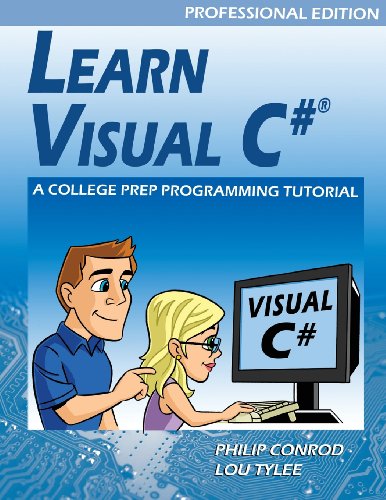 PROFESSIONAL EDITION
LEARN
VISUAL C#®
A COLLEGE PREP PROGRAMMING TUTORIAL
VISUAL
C#
PHILIP CONROD
LOU TYLEE